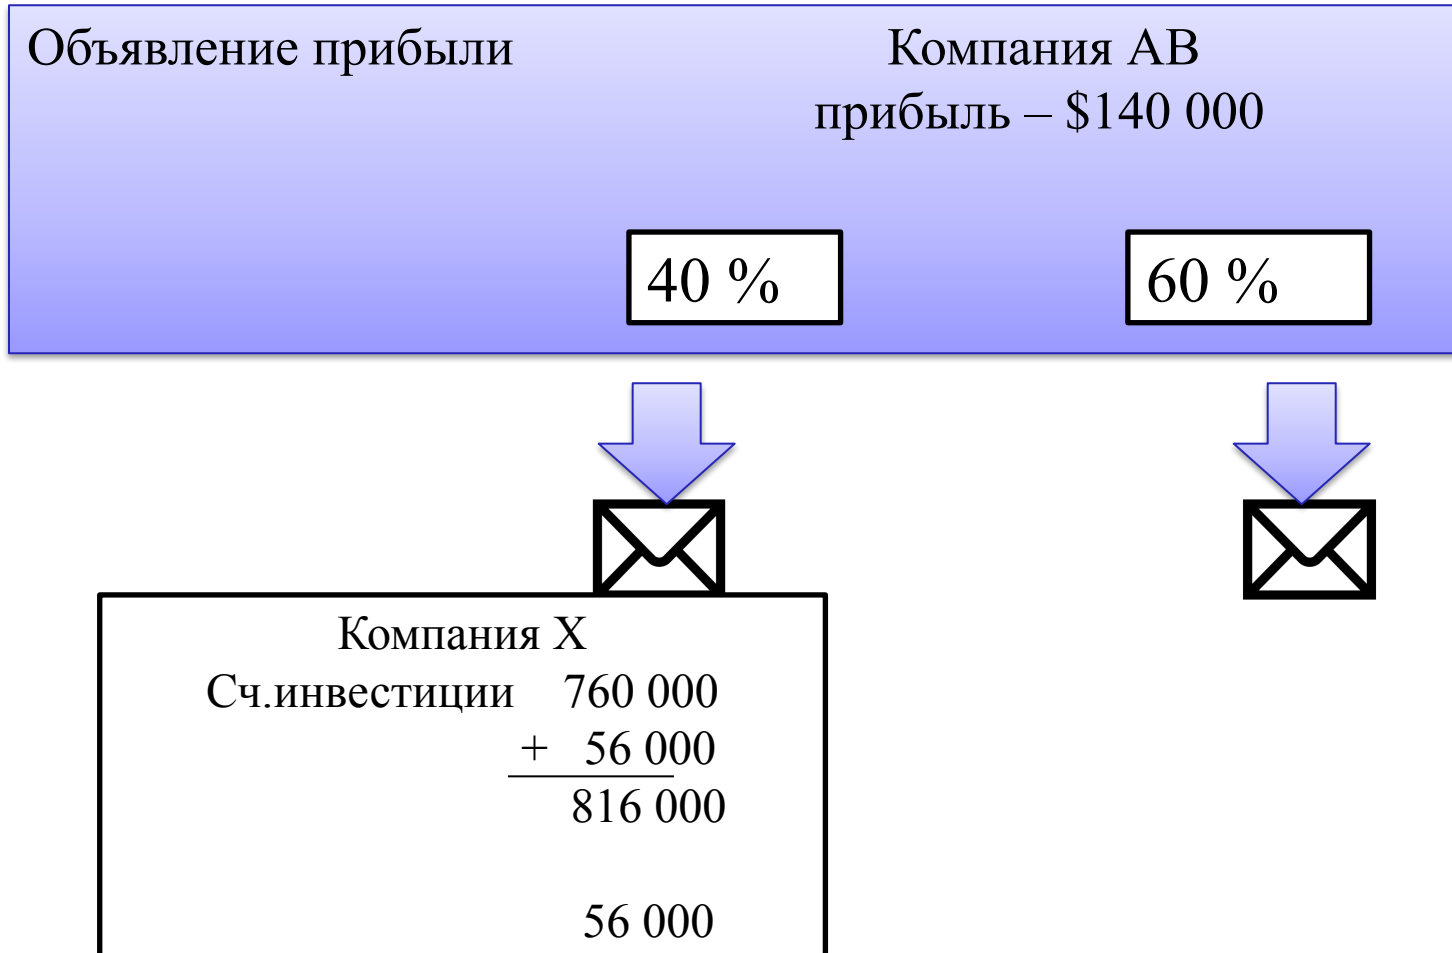 Объявление прибыли
Компания АВ
прибыль – $140 000
40 %
60 %
Компания Х
Сч.инвестиции 760 000
+ 56 000
816 000
56 000